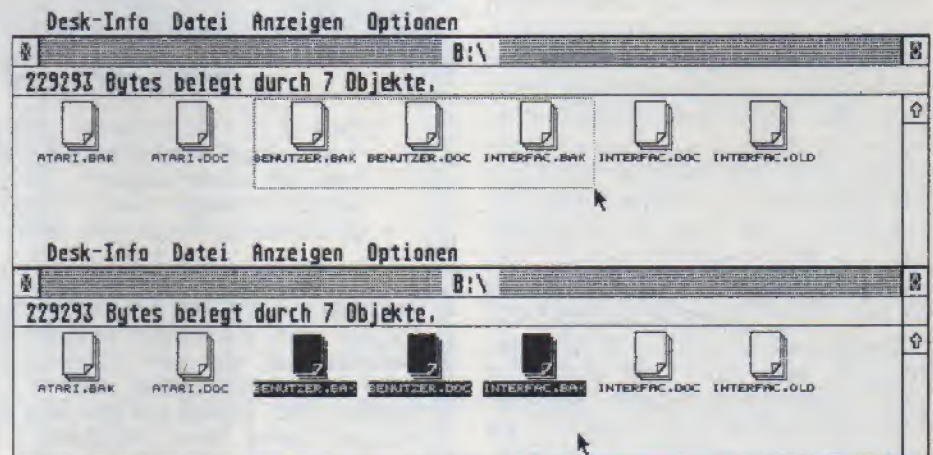 Desk-Info Datei Anzeigen Optionen
B:\
229293 Bytes belegt durch 7 Objekte.
ATARI.BAK ATARI.DOC BENUTZER.BAK BENUTZER.DOC INTERFAC.BAK INTERFAC.DOC INTERFAC.OLD
Desk-Info Datei Anzeigen Optionen
B:\
229293 Bytes belegt durch 7 Objekte.
ATARI.BAK ATARI.DOC BENUTZER.BAK BENUTZER.DOC INTERFAC.BAK INTERFAC.DOC INTERFAC.OLD